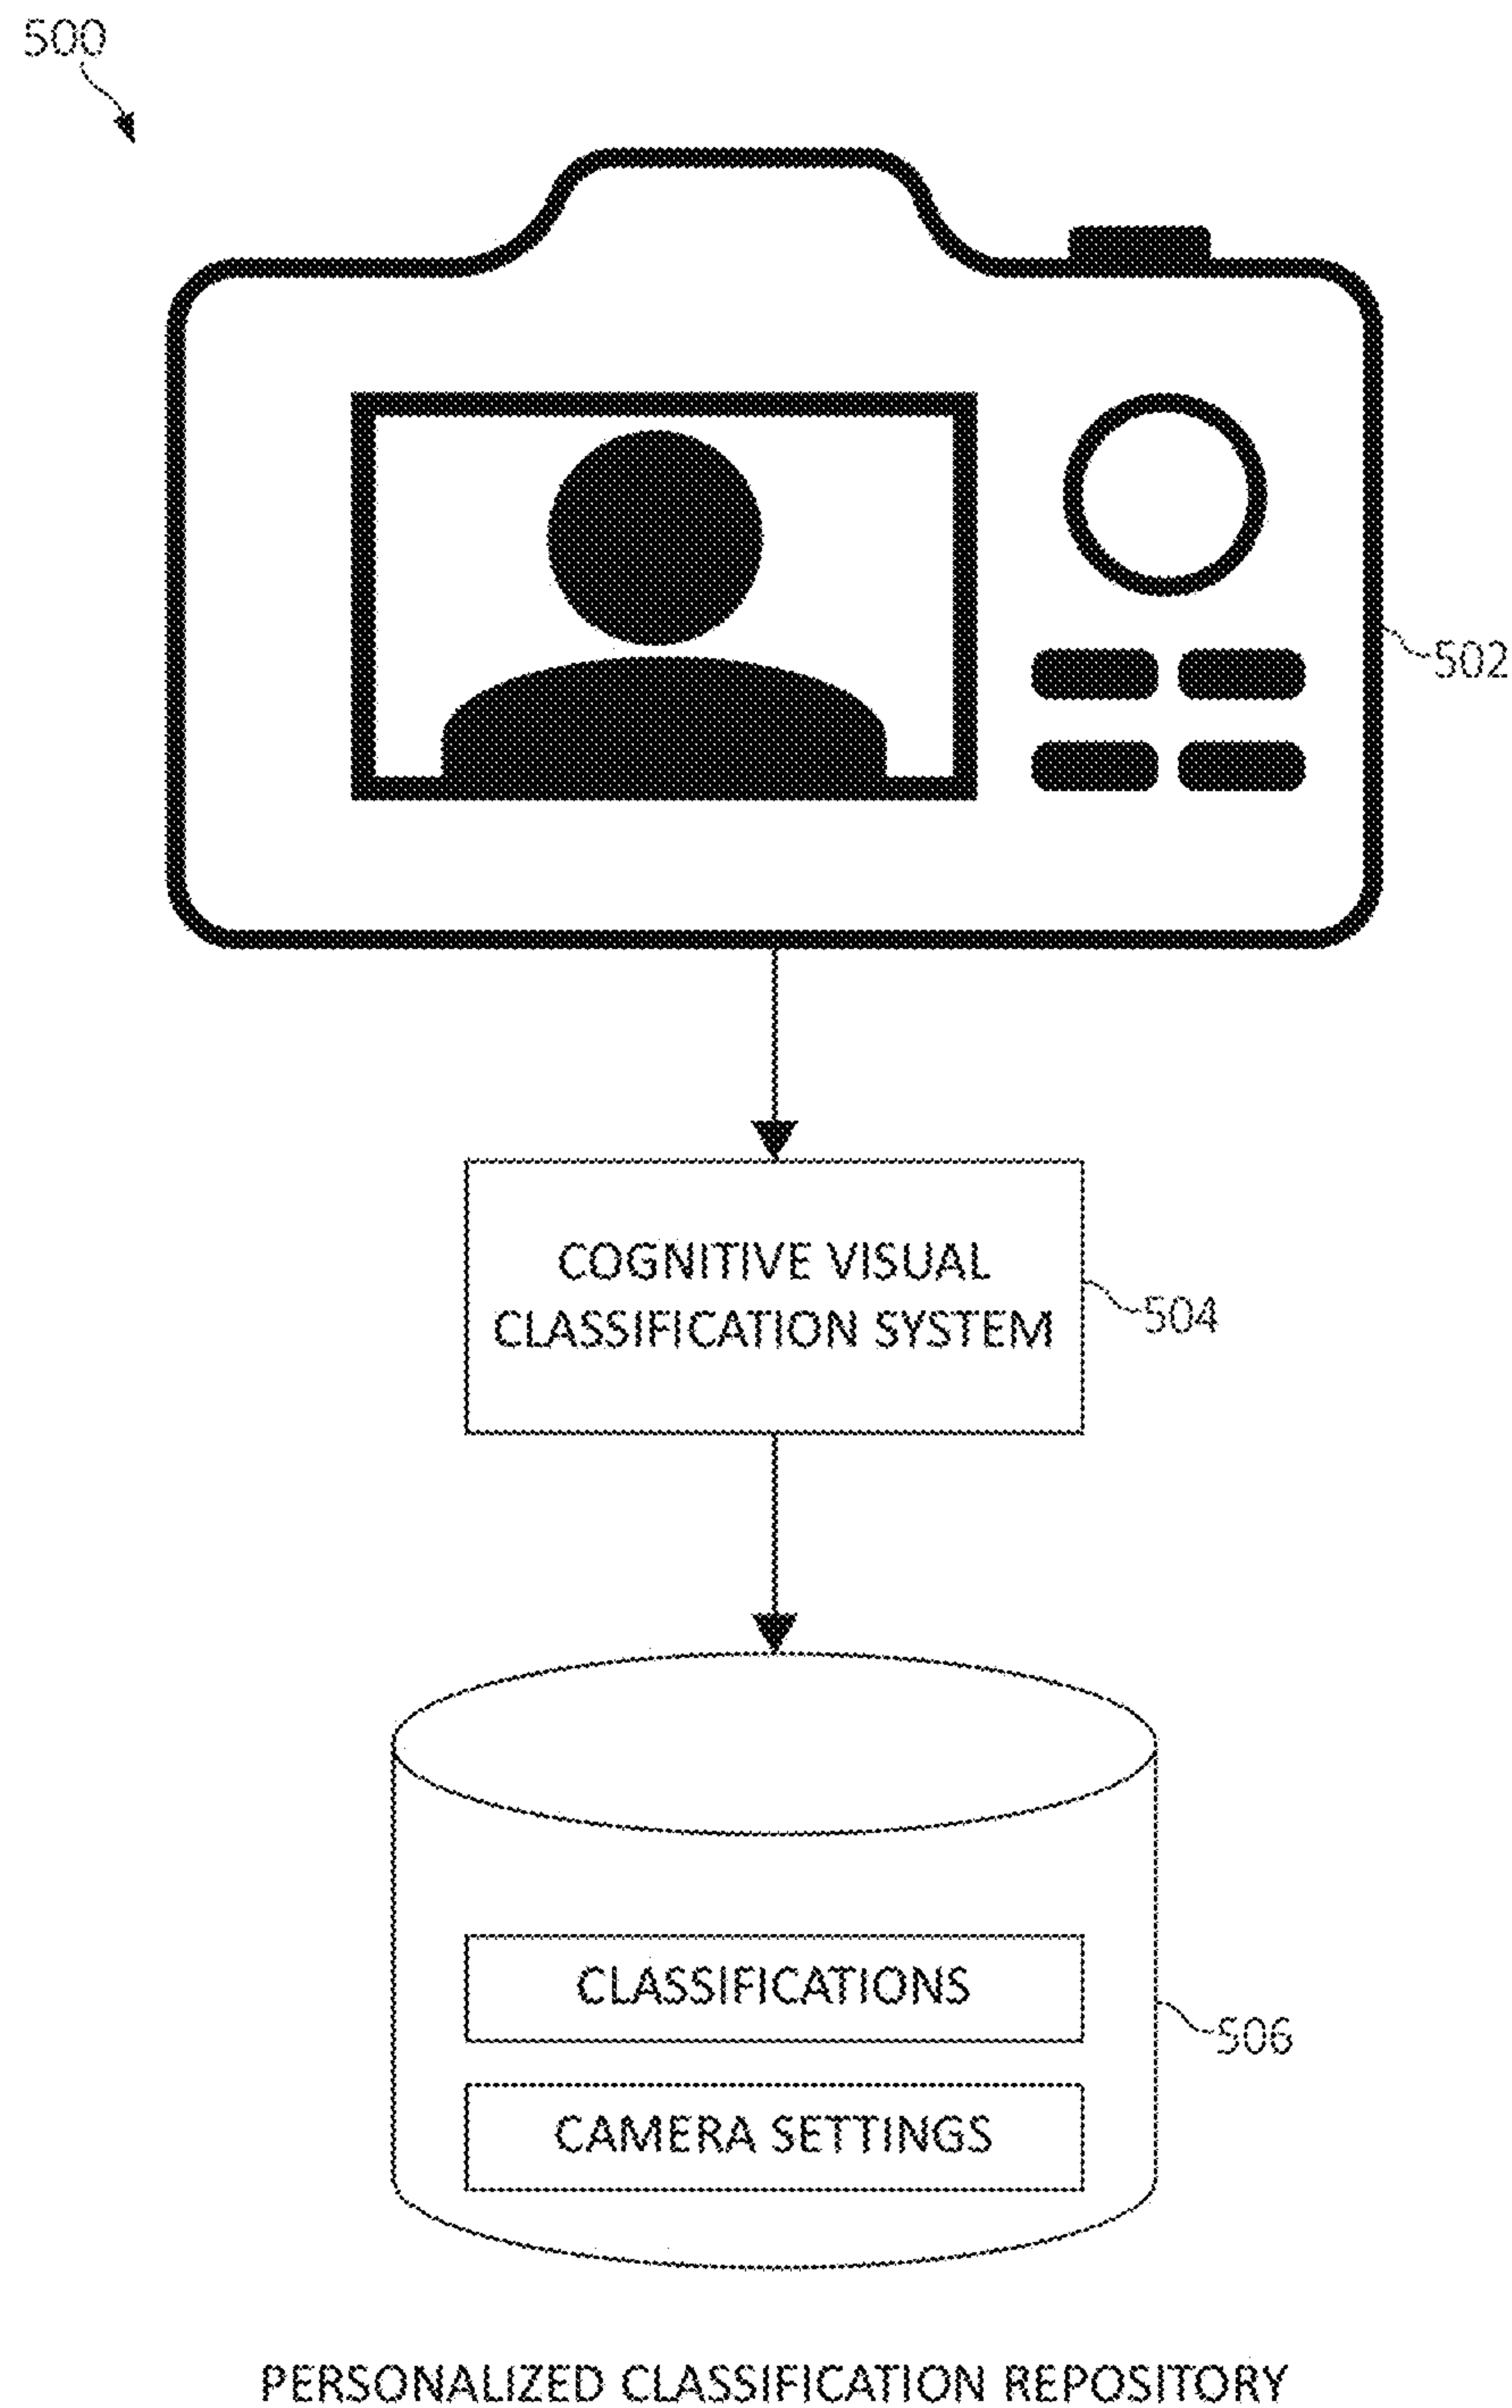 500
502
COGNITIVE VISUAL
CLASSIFICATION SYSTEM
504
CLASSIFICATIONS
506
CAMERA SETTINGS
PERSONALIZED CLASSIFICATION REPOSITORY